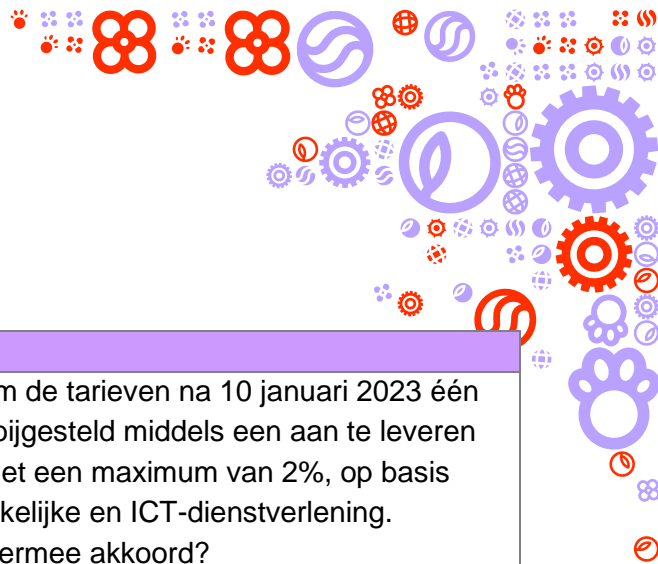 m de tarieven na 10 januari 2023 één
bijgesteld middels een aan te leveren
et een maximum van 2%, op basis
kelijke en ICT-dienstverlening.
ermee akkoord?